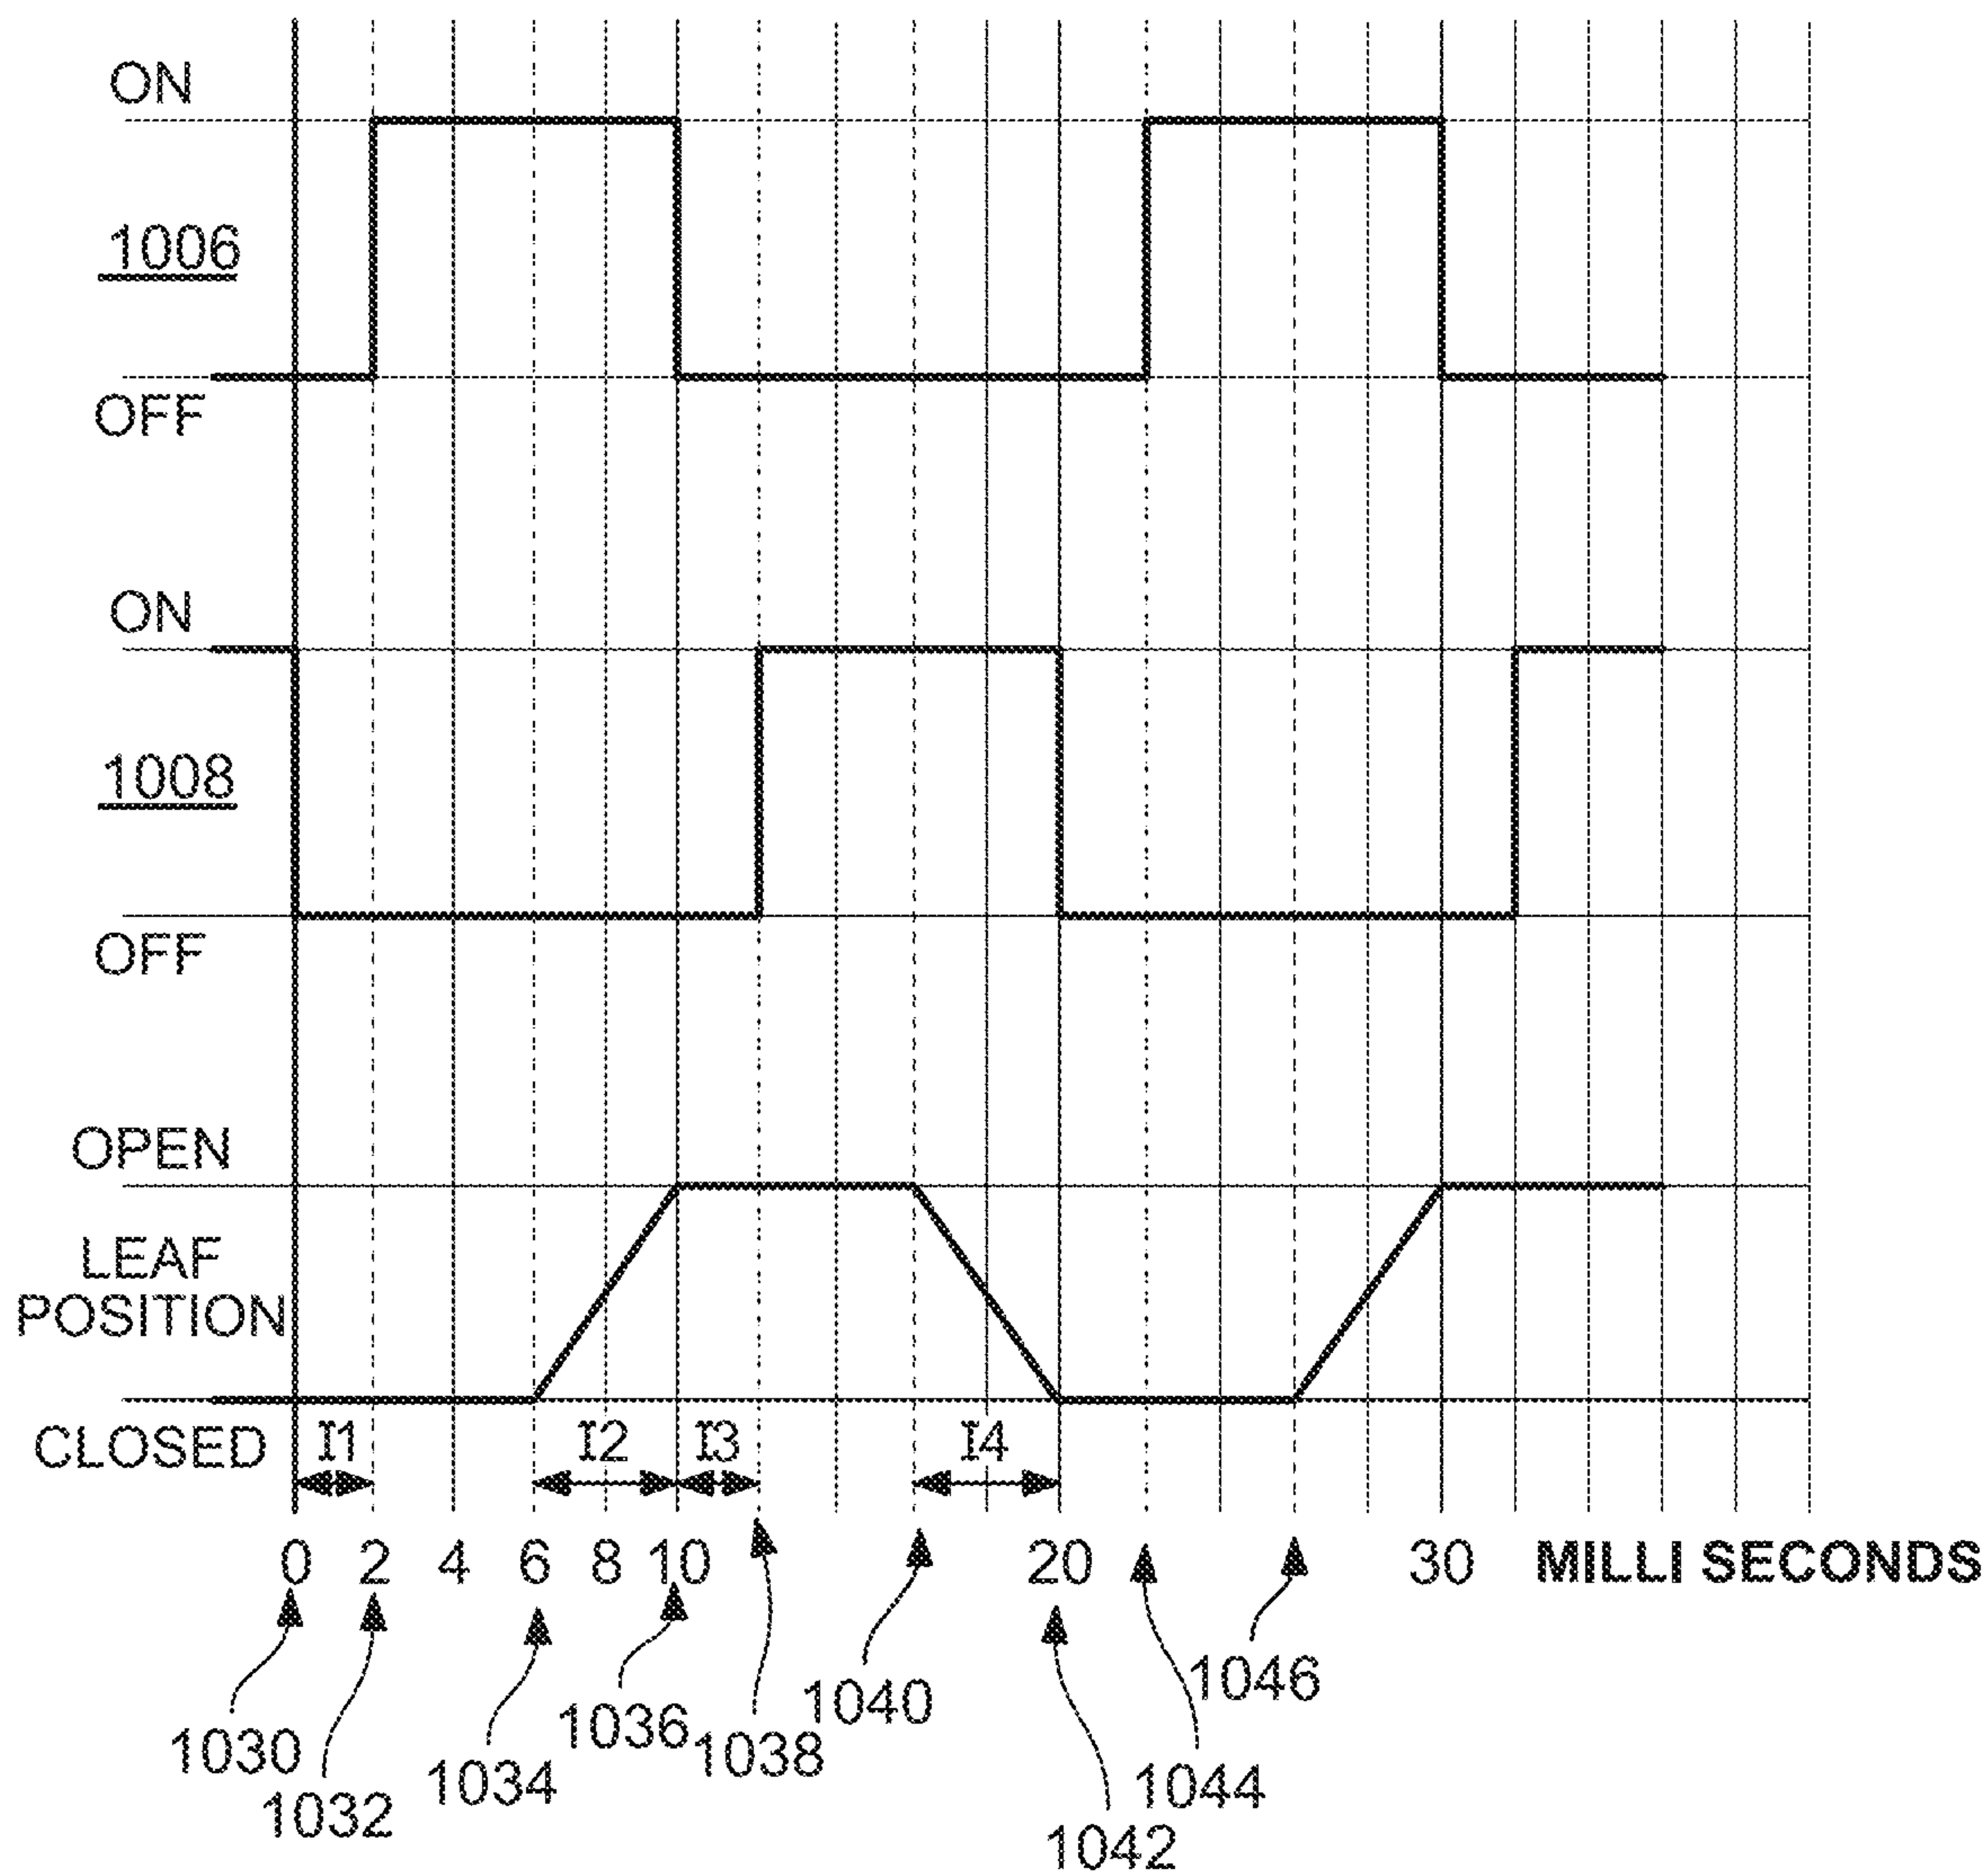 ON
1006
OFF
ON
1008
OFF
OPEN
LEAF
POSITION
CLOSED I1 I2 I3 I4
0 2 4 6 8 10 20 30 MILLI SECONDS
1030 1032 1034 1036 1038 1040 1042 1044 1046